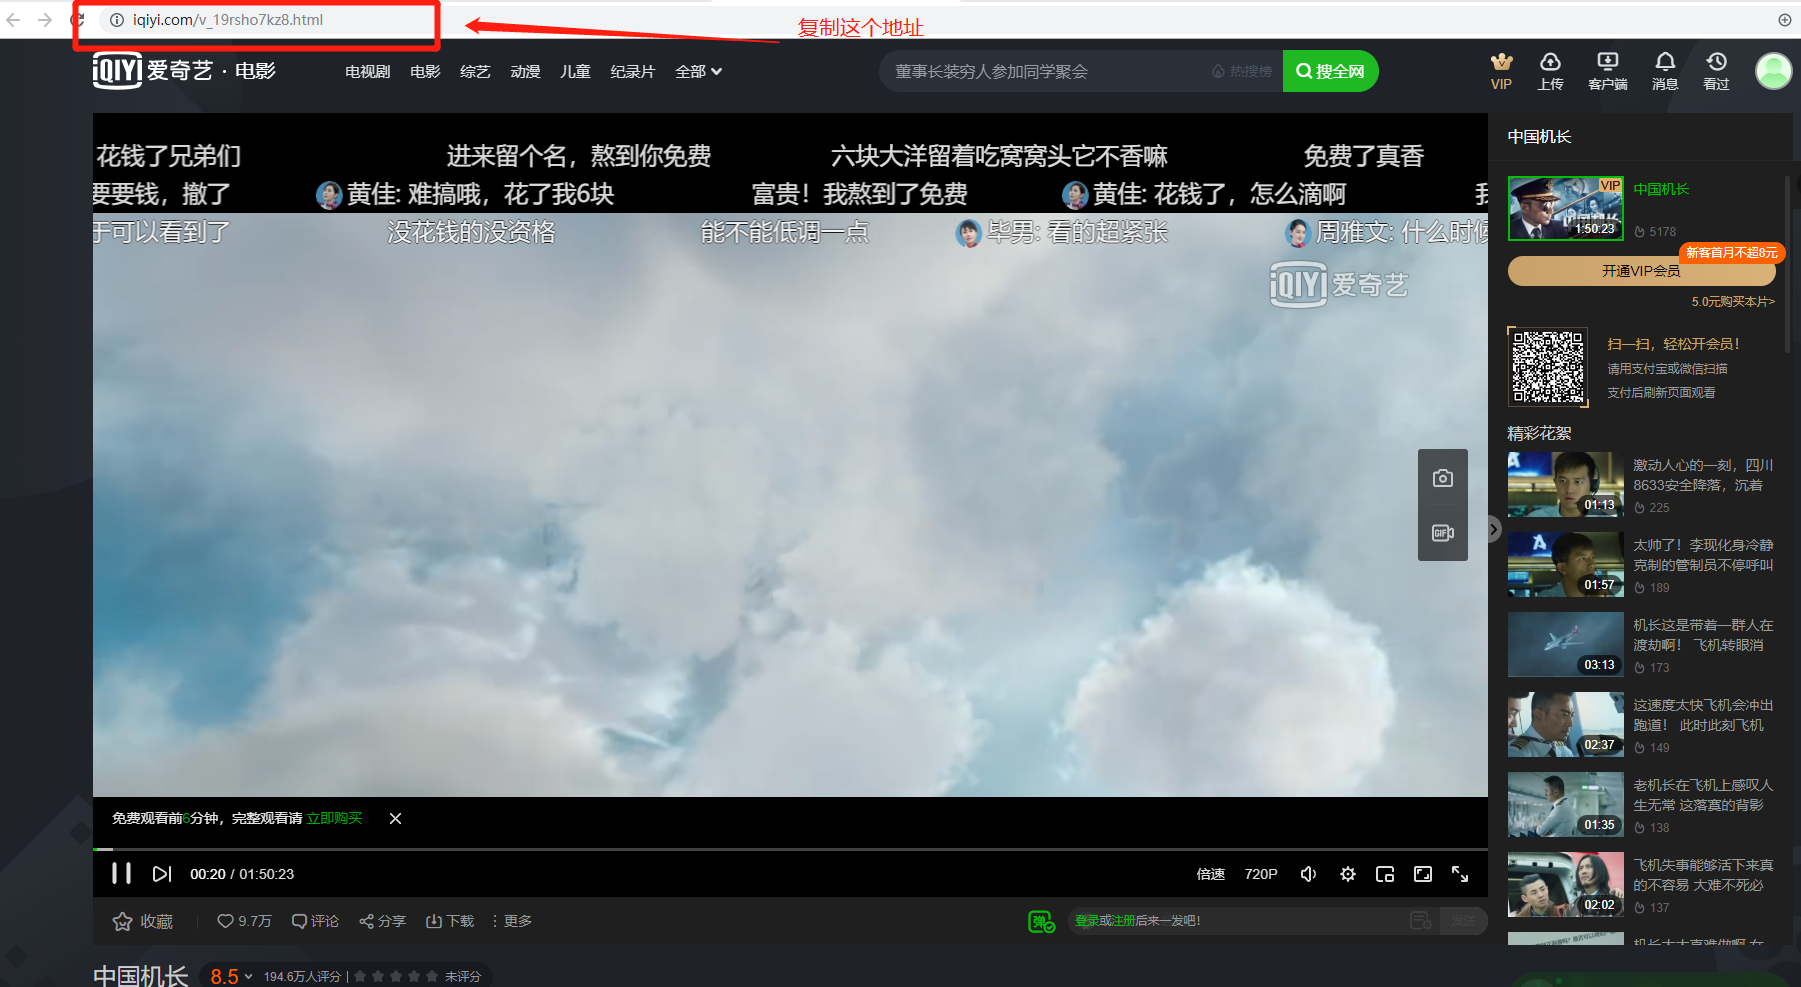 iqiyi.com/v_19rsho7kz8.html
复制这个地址
iQIYI 爱奇艺 · 电影
电视剧 电影 综艺 动漫 儿童 纪录片 全部
董事长装穷人参加同学聚会 热搜榜 搜全网
VIP 上传 客户端 消息 看过
花钱了兄弟们 进来留个名，熬到你免费 六块大洋留着吃窝窝头它不香嘛 免费了真香
要要钱，撤了 黄佳: 难搞哦，花了我6块 富贵！我熬到了免费 黄佳: 花钱了，怎么滴啊 我
于可以看到了 没花钱的没资格 能不能低调一点 毕男: 看的超紧张 周雅文: 什么时候
iQIYI 爱奇艺
GIF
免费观看前6分钟，完整观看请 立即购买
00:20 / 01:50:23
倍速 720P
收藏 9.7万 评论 分享 下载 更多
弹 登录或注册后来一发吧！ 发送
中国机长 8.5 194.6万人评分 | 未评分
中国机长
VIP
中国机长
1:50:23
中国机长
5178
新客首月不超8元
开通VIP会员
5.0元购买本片>
扫一扫，轻松开会员！
请用支付宝或微信扫描
支付后刷新页面观看
精彩花絮
01:13
激动人心的一刻，四川
8633安全降落，沉着
225
01:57
太帅了！李现化身冷静
克制的管制员不停呼叫
189
03:13
机长这是带着一群人在
渡劫啊！ 飞机转眼消
173
02:37
这速度太快飞机会冲出
跑道！ 此时此刻飞机
149
01:35
老机长在飞机上感叹人
生无常 这落寞的背影
138
02:02
飞机失事能够活下来真
的不容易 大难不死必
137